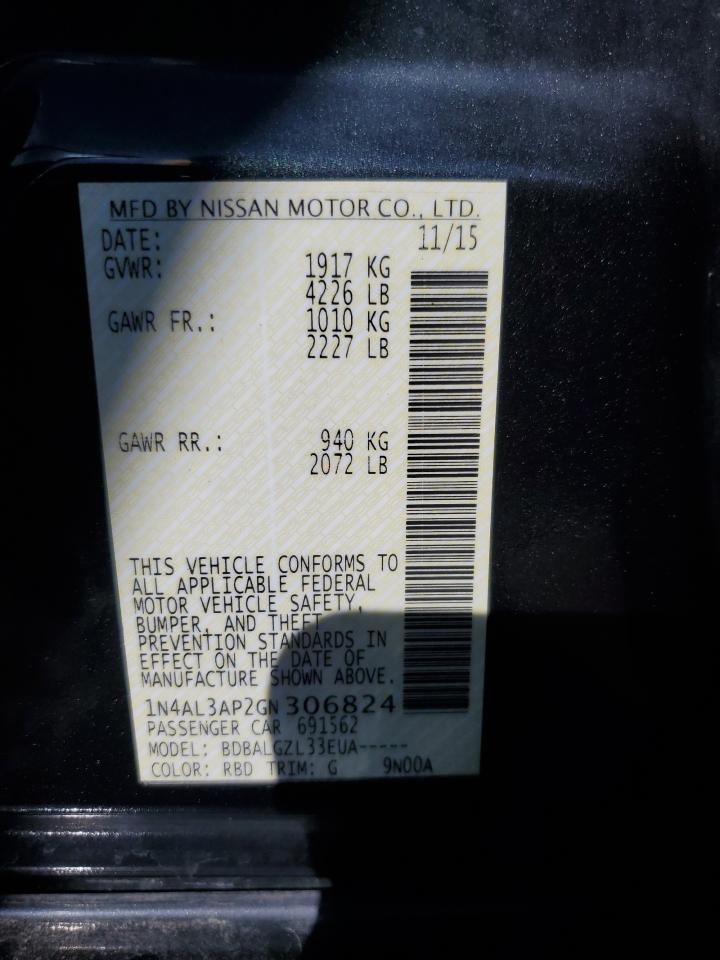 MFD BY NISSAN MOTOR CO., LTD.
DATE: 11/15
GVWR: 1917 KG
4226 LB
GAWR FR.: 1010 KG
2227 LB
GAWR RR.: 940 KG
2072 LB
THIS VEHICLE CONFORMS TO
ALL APPLICABLE FEDERAL
MOTOR VEHICLE SAFETY,
BUMPER, AND THEFT
PREVENTION STANDARDS IN
EFFECT ON THE DATE OF
MANUFACTURE SHOWN ABOVE.
1N4AL3AP2GN306824
PASSENGER CAR 691562
MODEL: BDBALGZL33EUA-----
COLOR: RBD TRIM: G 9N00A